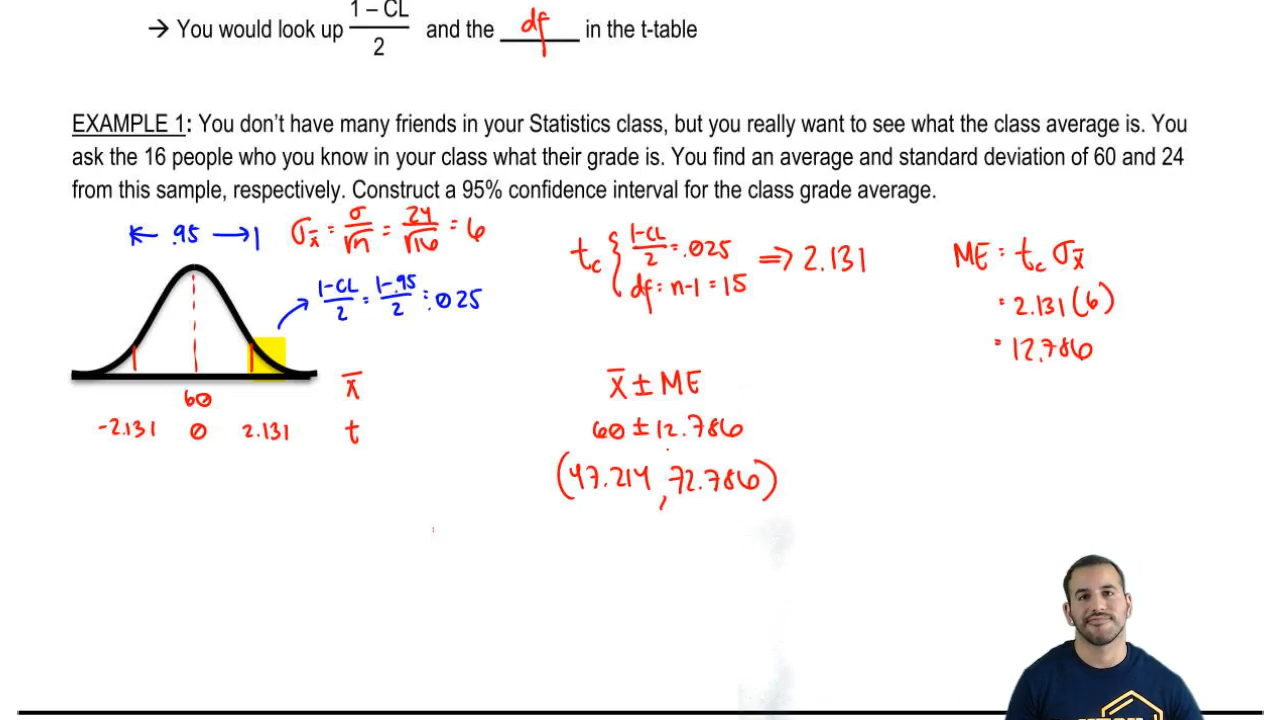 → You would look up (1 – CL)/2 and the df in the t-table
EXAMPLE 1: You don't have many friends in your Statistics class, but you really want to see what the class average is. You
ask the 16 people who you know in your class what their grade is. You find an average and standard deviation of 60 and 24
from this sample, respectively. Construct a 95% confidence interval for the class grade average.
.95
σx̄ = σ/√n = 24/√16 = 6
(1-CL)/2 = (1-.95)/2 = .025
60 x̄
-2.131 0 2.131 t
tc { (1-CL)/2 = .025
df = n-1 = 15
⇒ 2.131
x̄ ± ME
60 ± 12.786
(47.214, 72.786)
ME = tc σx̄
= 2.131(6)
= 12.786